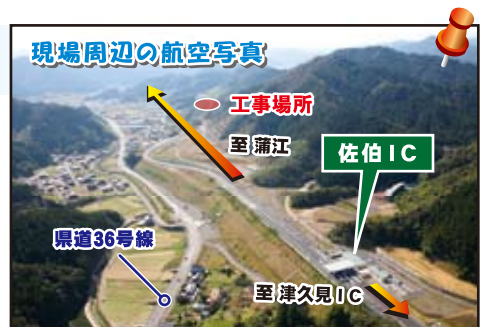 現場周辺の航空写真
工事場所
至 蒲江
佐伯IC
県道36号線
至 津久見IC